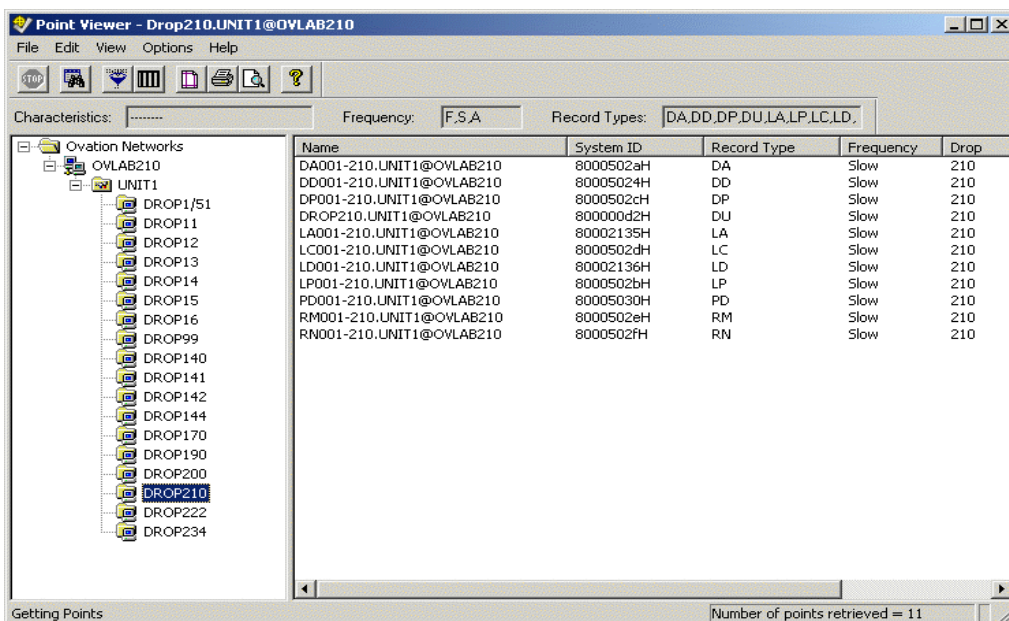 Point Viewer - Drop210.UNIT1@OVLAB210
File Edit View Options Help
STOP
Characteristics: -------- Frequency: F,S,A Record Types: DA,DD,DP,DU,LA,LP,LC,LD,
Ovation Networks
OVLAB210
UNIT1
DROP1/51
DROP11
DROP12
DROP13
DROP14
DROP15
DROP16
DROP99
DROP140
DROP141
DROP142
DROP144
DROP170
DROP190
DROP200
DROP210
DROP222
DROP234
Name System ID Record Type Frequency Drop
DA001-210.UNIT1@OVLAB210 8000502aH DA Slow 210
DD001-210.UNIT1@OVLAB210 80005024H DD Slow 210
DP001-210.UNIT1@OVLAB210 8000502cH DP Slow 210
DROP210.UNIT1@OVLAB210 800000d2H DU Slow 210
LA001-210.UNIT1@OVLAB210 80002135H LA Slow 210
LC001-210.UNIT1@OVLAB210 8000502dH LC Slow 210
LD001-210.UNIT1@OVLAB210 80002136H LD Slow 210
LP001-210.UNIT1@OVLAB210 8000502bH LP Slow 210
PD001-210.UNIT1@OVLAB210 80005030H PD Slow 210
RM001-210.UNIT1@OVLAB210 8000502eH RM Slow 210
RN001-210.UNIT1@OVLAB210 8000502fH RN Slow 210
Getting Points Number of points retrieved = 11